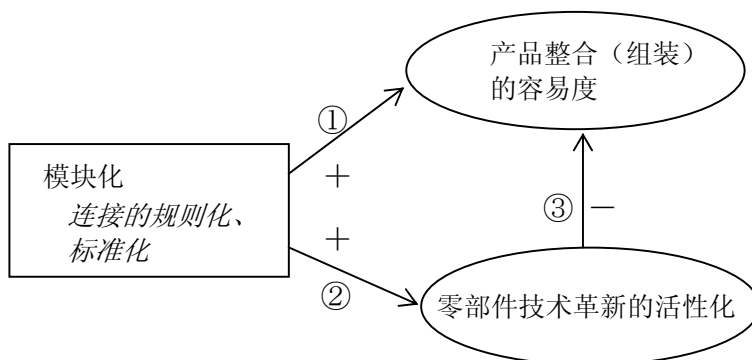 产品整合（组装）
的容易度
①
＋
模块化
连接的规则化、
标准化
③
－
＋
②
零部件技术革新的活性化